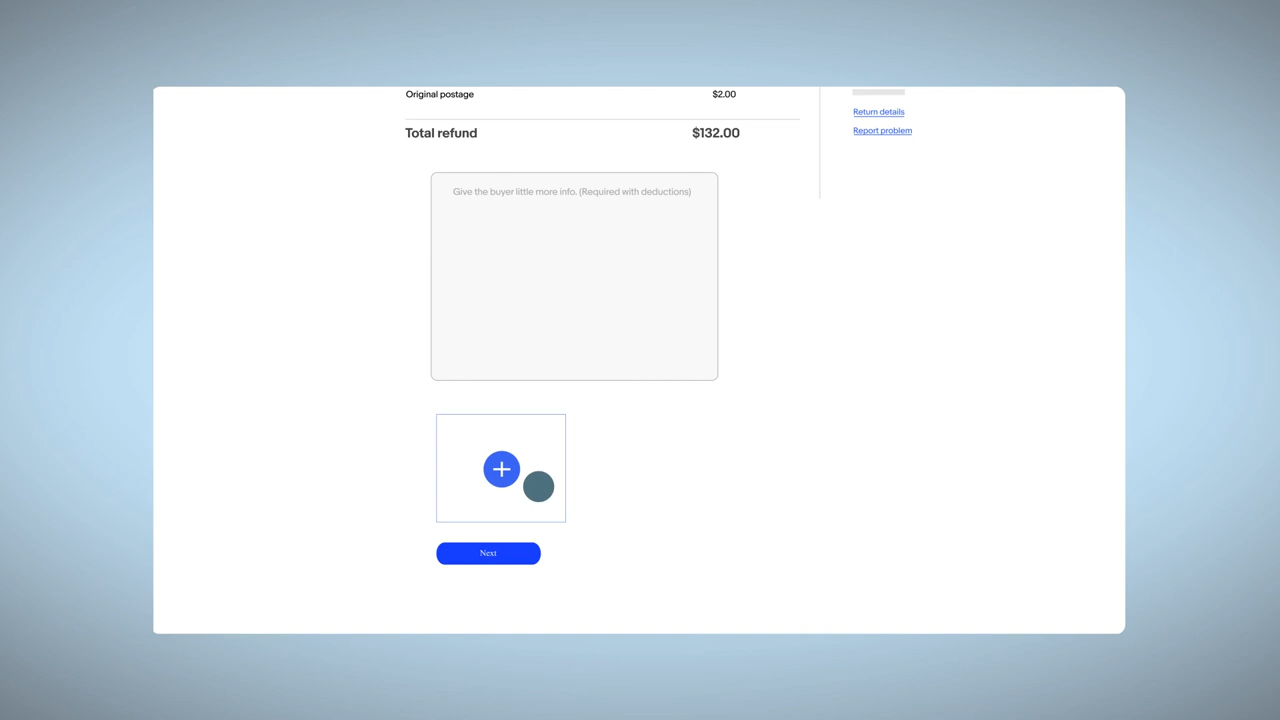 Original postage $2.00
Return details
Total refund $132.00
Report problem
Give the buyer little more info. (Required with deductions)
Next